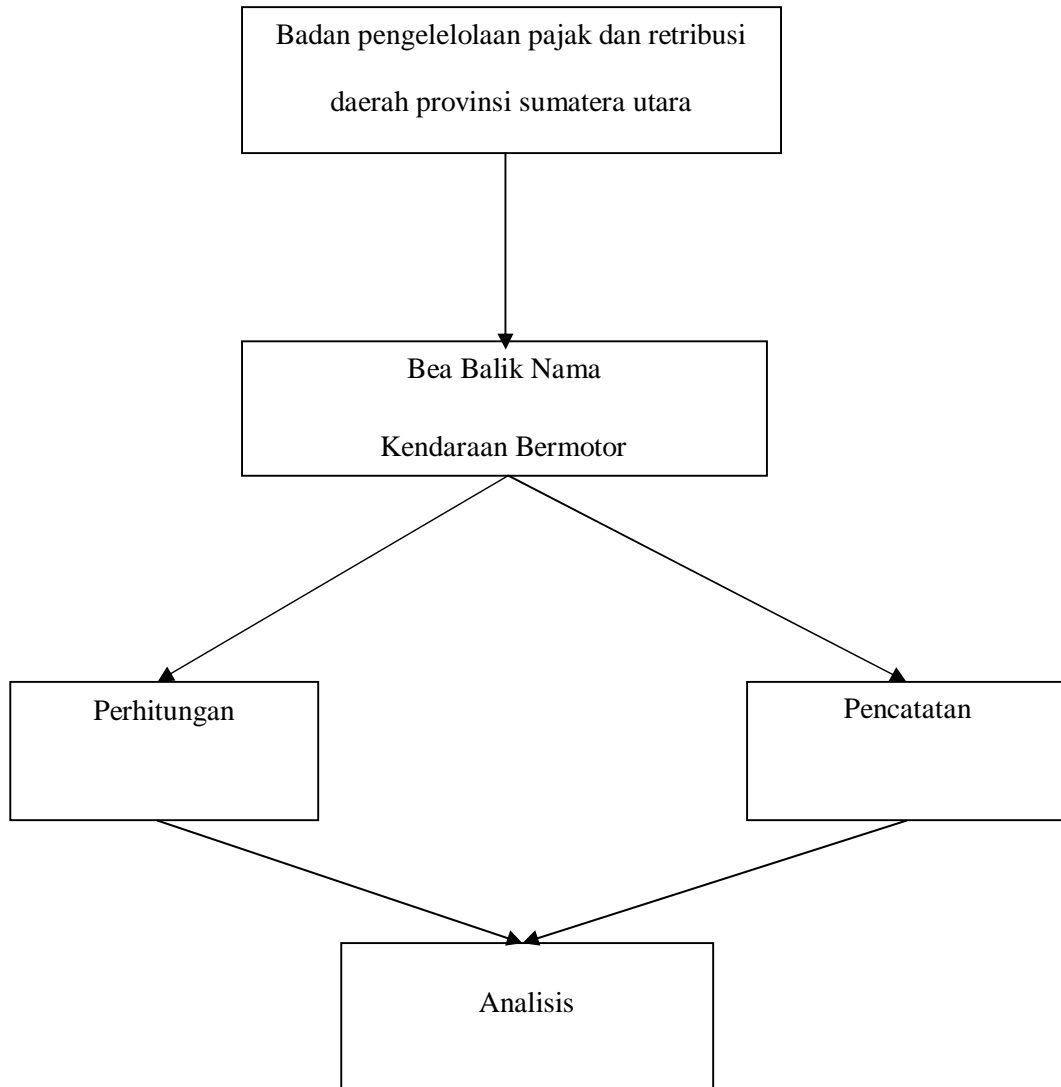 Badan pengelelolaan pajak dan retribusi
daerah provinsi sumatera utara
Bea Balik Nama
Kendaraan Bermotor
Perhitungan
Pencatatan
Analisis